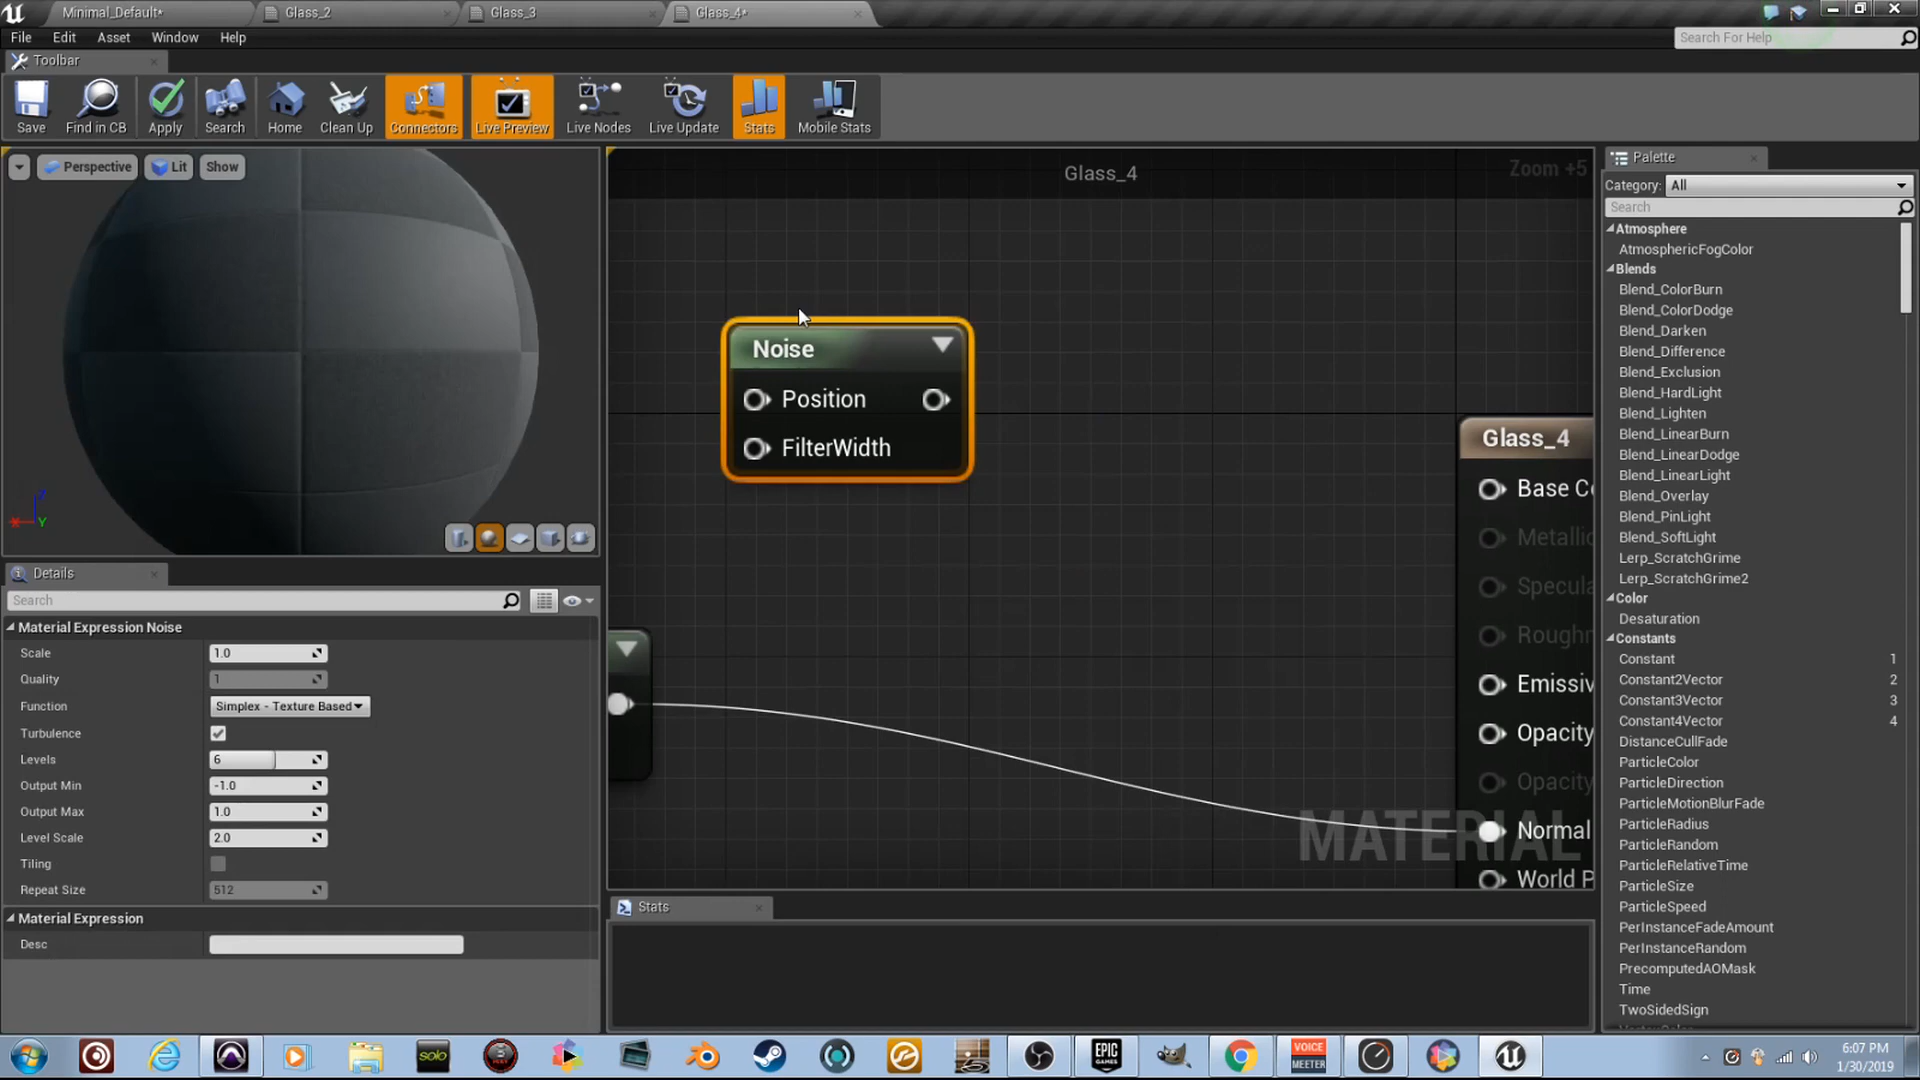 Minimal_Default*
Glass_2
Glass_3
Glass_4*
File
Edit
Asset
Window
Help
Search For Help
Toolbar
Save
Find in CB
Apply
Search
Home
Clean Up
Connectors
Live Preview
Live Nodes
Live Update
Stats
Mobile Stats
Perspective
Lit
Show
Z
X
Y
Glass_4
Zoom +5
Noise
Position
FilterWidth
Glass_4
Base Co
Metallic
Specula
Roughn
Emissiv
Opacity
Opacity
Normal
World P
MATERIAL
Palette
Category:
All
Search
Atmosphere
AtmosphericFogColor
Blends
Blend_ColorBurn
Blend_ColorDodge
Blend_Darken
Blend_Difference
Blend_Exclusion
Blend_HardLight
Blend_Lighten
Blend_LinearBurn
Blend_LinearDodge
Blend_LinearLight
Blend_Overlay
Blend_PinLight
Blend_SoftLight
Lerp_ScratchGrime
Lerp_ScratchGrime2
Color
Desaturation
Constants
Constant 1
Constant2Vector 2
Constant3Vector 3
Constant4Vector 4
DistanceCullFade
ParticleColor
ParticleDirection
ParticleMotionBlurFade
ParticleRadius
ParticleRandom
ParticleRelativeTime
ParticleSize
ParticleSpeed
PerInstanceFadeAmount
PerInstanceRandom
PrecomputedAOMask
Time
TwoSidedSign
Details
Search
Material Expression Noise
Scale 1.0
Quality 1
Function Simplex - Texture Based
Turbulence
Levels 6
Output Min -1.0
Output Max 1.0
Level Scale 2.0
Tiling
Repeat Size 512
Material Expression
Desc
Stats
solo
EPIC GAMES
VOICE MEETER
6:07 PM
1/30/2019